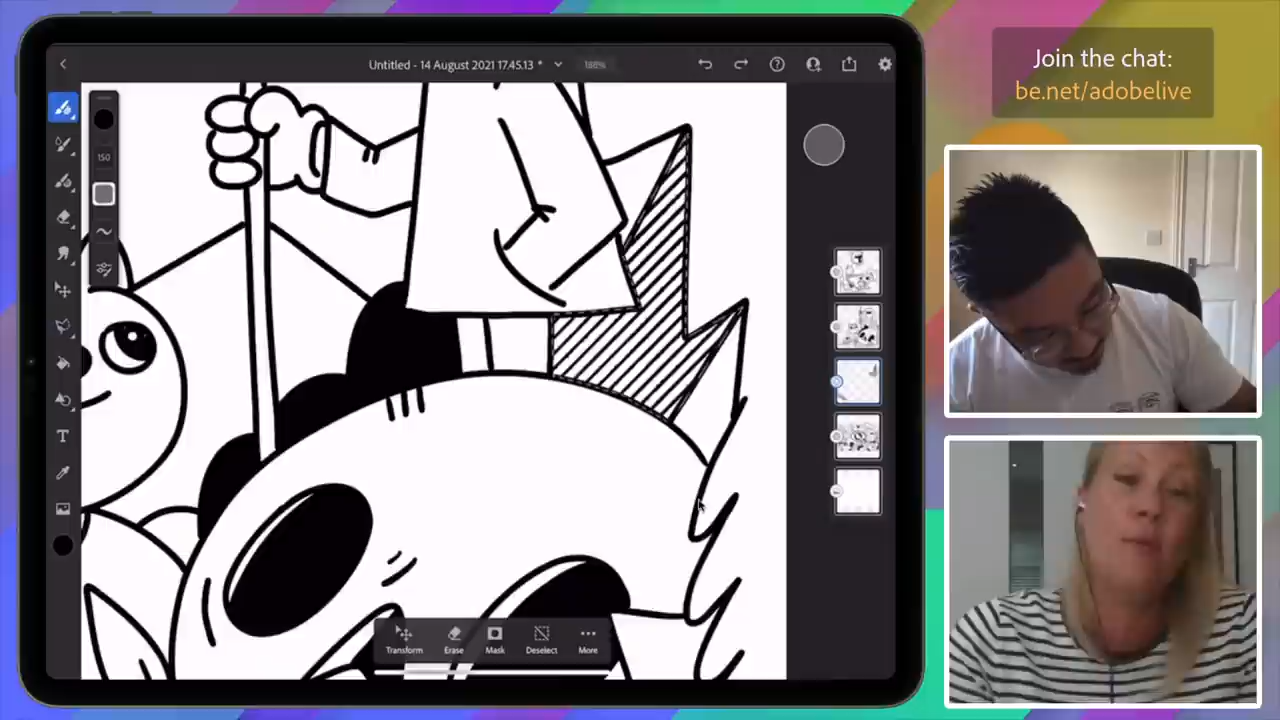 Untitled - 14 August 2021 17.45.13 *
188%
150
T
Transform
Erase
Mask
Deselect
More
Join the chat:
be.net/adobelive